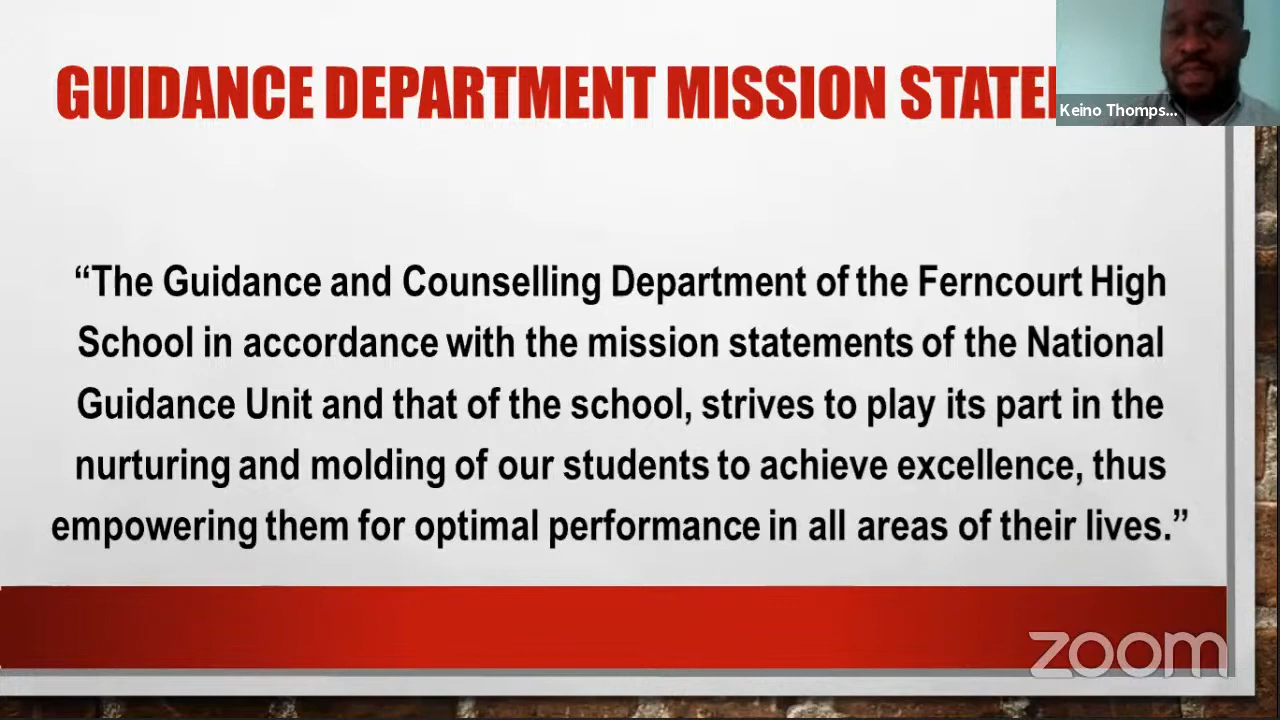 GUIDANCE DEPARTMENT MISSION STATE
Keino Thomps...
“The Guidance and Counselling Department of the Ferncourt High
School in accordance with the mission statements of the National
Guidance Unit and that of the school, strives to play its part in the
nurturing and molding of our students to achieve excellence, thus
empowering them for optimal performance in all areas of their lives.”
zoom